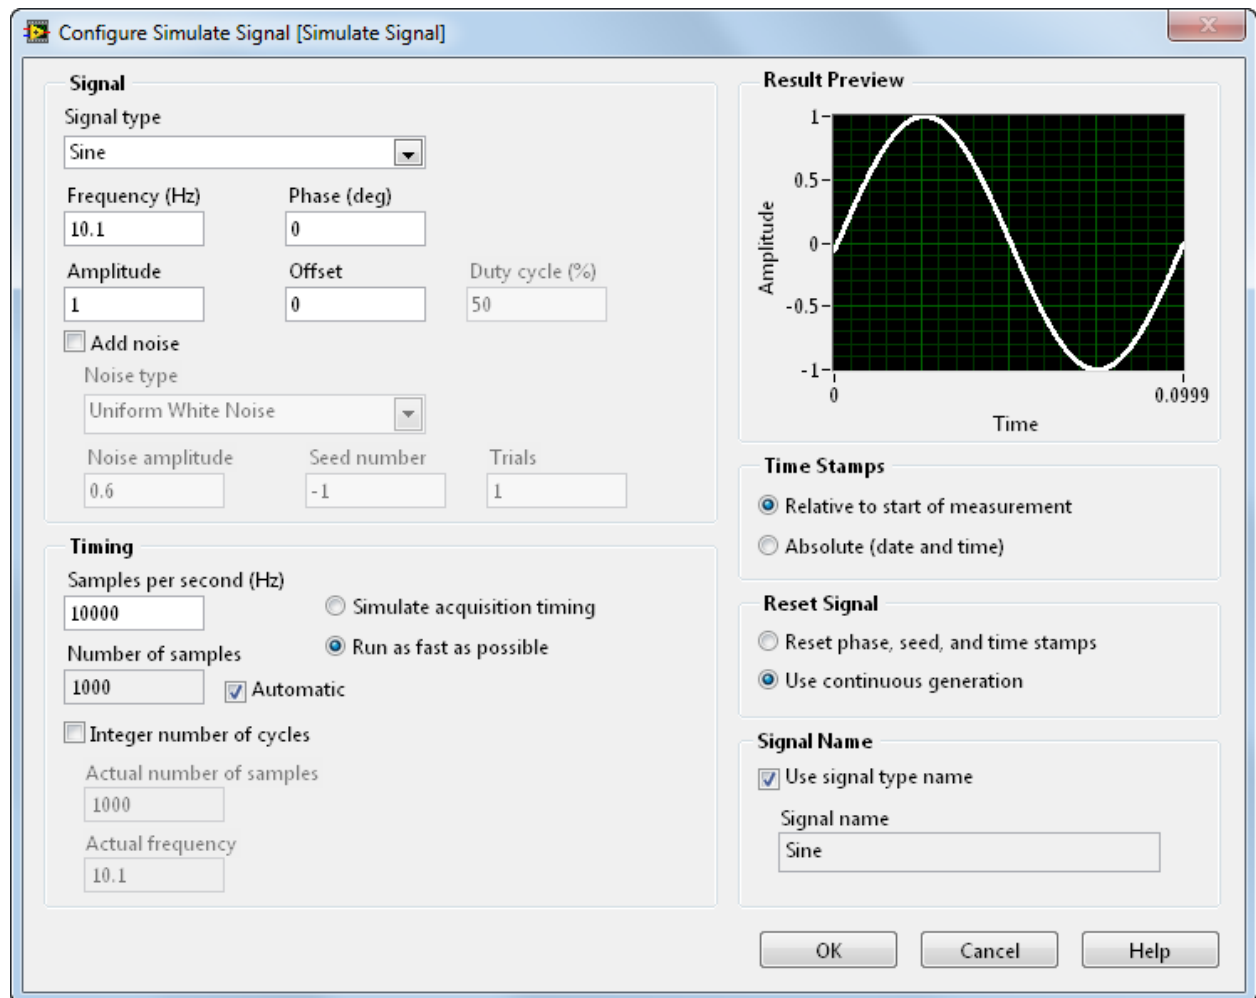 Configure Simulate Signal [Simulate Signal]
Signal
Signal type
Sine
Frequency (Hz) Phase (deg)
10.1 0
Amplitude Offset Duty cycle (%)
1 0 50
Add noise
Noise type
Uniform White Noise
Noise amplitude Seed number Trials
0.6 -1 1
Timing
Samples per second (Hz)
10000
Simulate acquisition timing
Run as fast as possible
Number of samples
1000 Automatic
Integer number of cycles
Actual number of samples
1000
Actual frequency
10.1
Result Preview
1
0.5
0
-0.5
-1
Amplitude
0 0.0999
Time
Time Stamps
Relative to start of measurement
Absolute (date and time)
Reset Signal
Reset phase, seed, and time stamps
Use continuous generation
Signal Name
Use signal type name
Signal name
Sine
OK Cancel Help